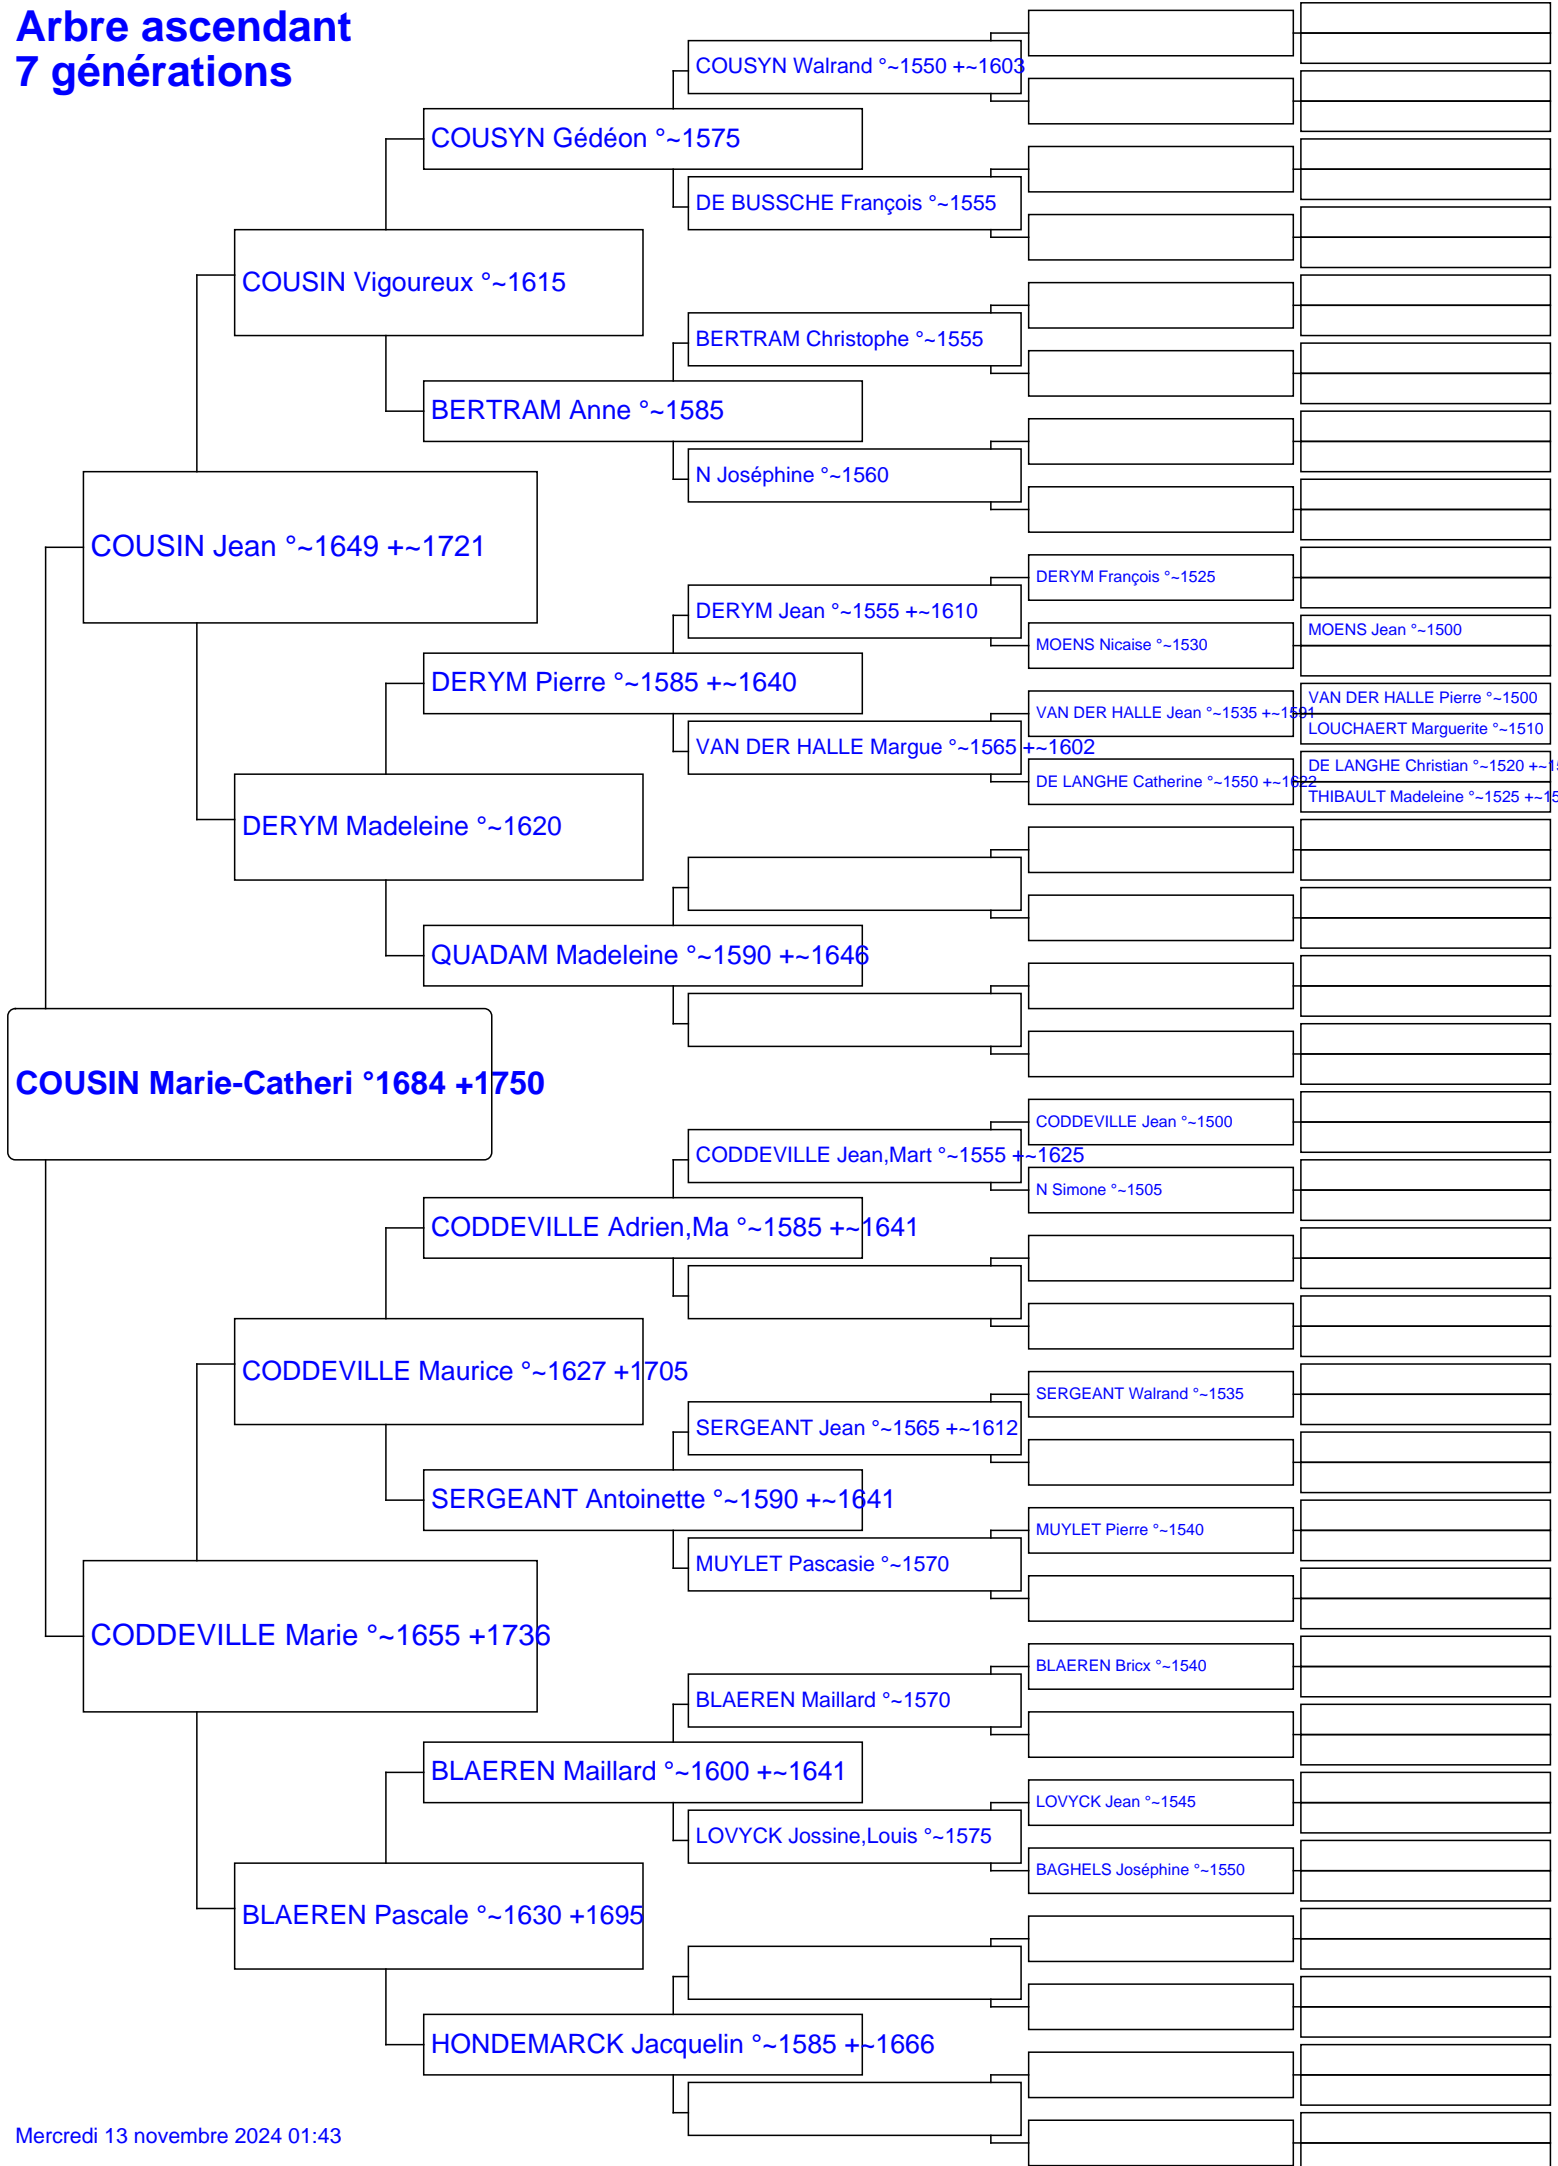 Arbre ascendant
7 générations
COUSYN Walrand °~1550 +~1603
COUSYN Gédéon °~1575
DE BUSSCHE François °~1555
COUSIN Vigoureux °~1615
BERTRAM Christophe °~1555
BERTRAM Anne °~1585
N Joséphine °~1560
COUSIN Jean °~1649 +~1721
DERYM François °~1525
DERYM Jean °~1555 +~1610
MOENS Jean °~1500
MOENS Nicaise °~1530
DERYM Pierre °~1585 +~1640
VAN DER HALLE Pierre °~1500
VAN DER HALLE Jean °~1535 +~1591
LOUCHAERT Marguerite °~1510
VAN DER HALLE Margue °~1565 +~1602
DE LANGHE Christian °~1520 +~15
DE LANGHE Catherine °~1550 +~1622
THIBAULT Madeleine °~1525 +~15
DERYM Madeleine °~1620
QUADAM Madeleine °~1590 +~1646
COUSIN Marie-Catheri °1684 +1750
CODDEVILLE Jean °~1500
CODDEVILLE Jean,Mart °~1555 +~1625
N Simone °~1505
CODDEVILLE Adrien,Ma °~1585 +~1641
CODDEVILLE Maurice °~1627 +1705
SERGEANT Walrand °~1535
SERGEANT Jean °~1565 +~1612
SERGEANT Antoinette °~1590 +~1641
MUYLET Pierre °~1540
MUYLET Pascasie °~1570
CODDEVILLE Marie °~1655 +1736
BLAEREN Bricx °~1540
BLAEREN Maillard °~1570
BLAEREN Maillard °~1600 +~1641
LOVYCK Jean °~1545
LOVYCK Jossine,Louis °~1575
BAGHELS Joséphine °~1550
BLAEREN Pascale °~1630 +1695
HONDEMARCK Jacquelin °~1585 +~1666
Mercredi 13 novembre 2024 01:43